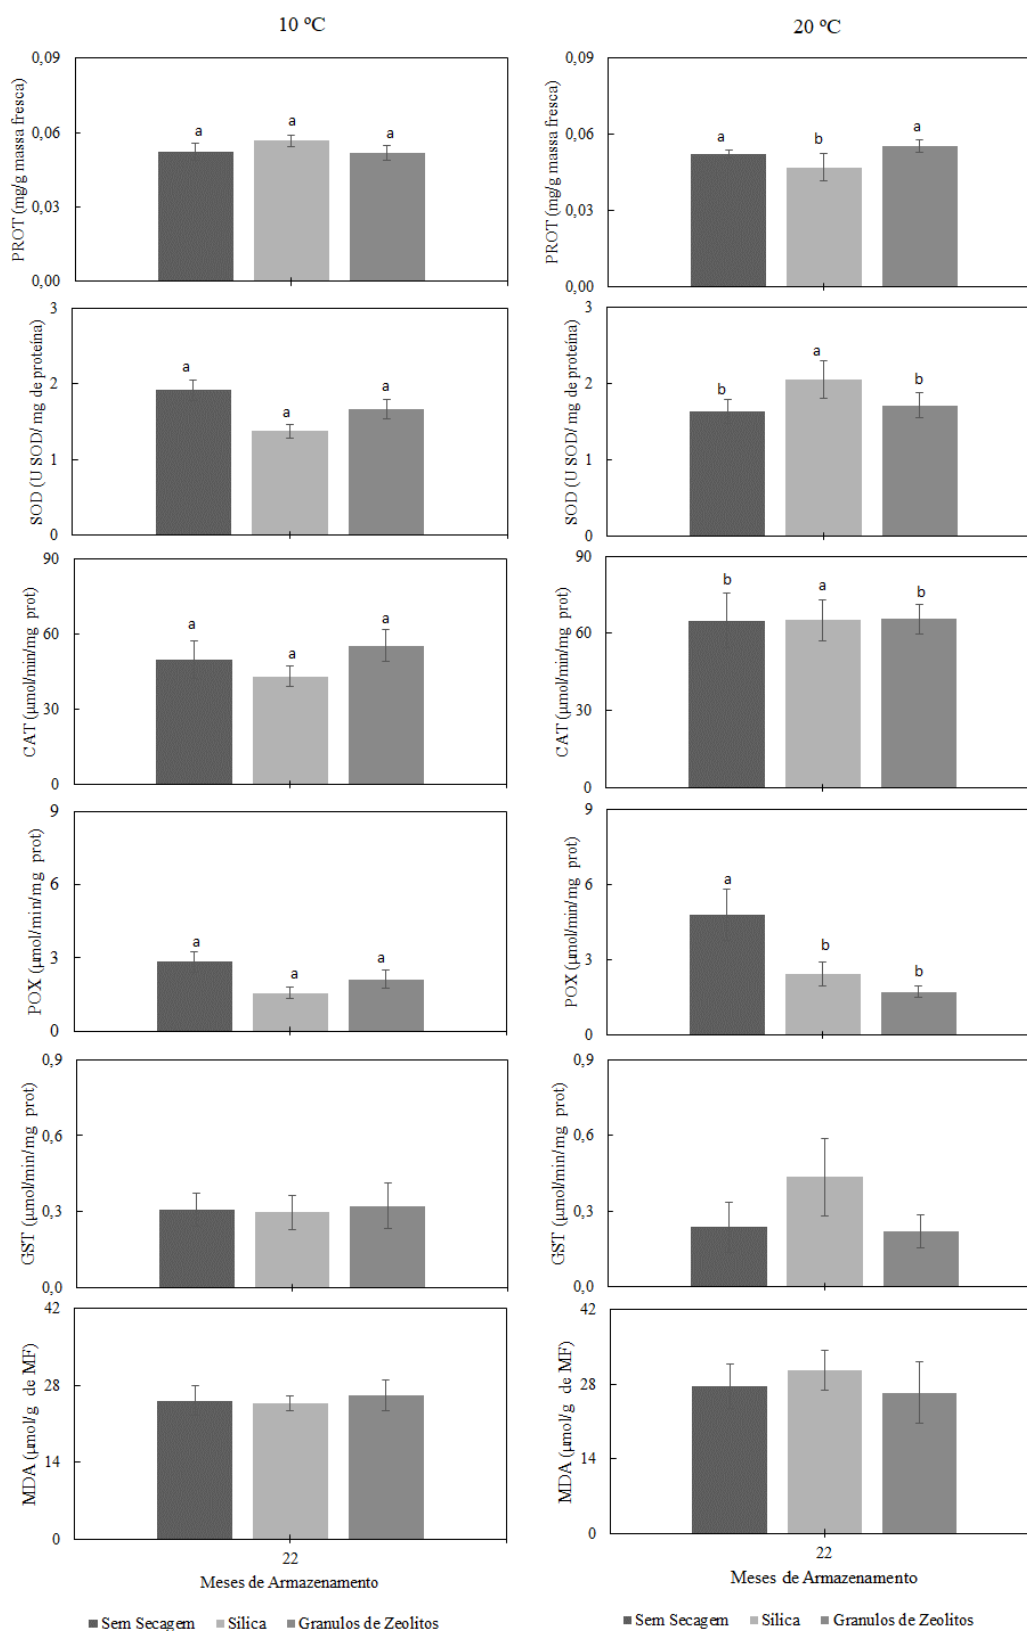 10 ºC
PROT (mg/g massa fresca)
0,09
0,06
0,03
0,00
a a a
SOD (U SOD/ mg de proteína)
3
2
1
0
a a a
CAT (µmol/min/mg prot)
90
60
30
0
a a a
POX (µmol/min/mg prot)
9
6
3
0
a a a
GST (µmol/min/mg prot)
0,9
0,6
0,3
0,0
MDA (µmol/g de MF)
42
28
14
0
22
Meses de Armazenamento
Sem Secagem Silica Granulos de Zeolitos
20 ºC
PROT (mg/g massa fresca)
0,09
0,06
0,03
0,00
a b a
SOD (U SOD/ mg de proteína)
3
2
1
0
b a b
CAT (µmol/min/mg prot)
90
60
30
0
b a b
POX (µmol/min/mg prot)
9
6
3
0
a b b
GST (µmol/min/mg prot)
0,9
0,6
0,3
0,0
MDA (µmol/g de MF)
42
28
14
0
22
Meses de Armazenamento
Sem Secagem Silica Granulos de Zeolitos